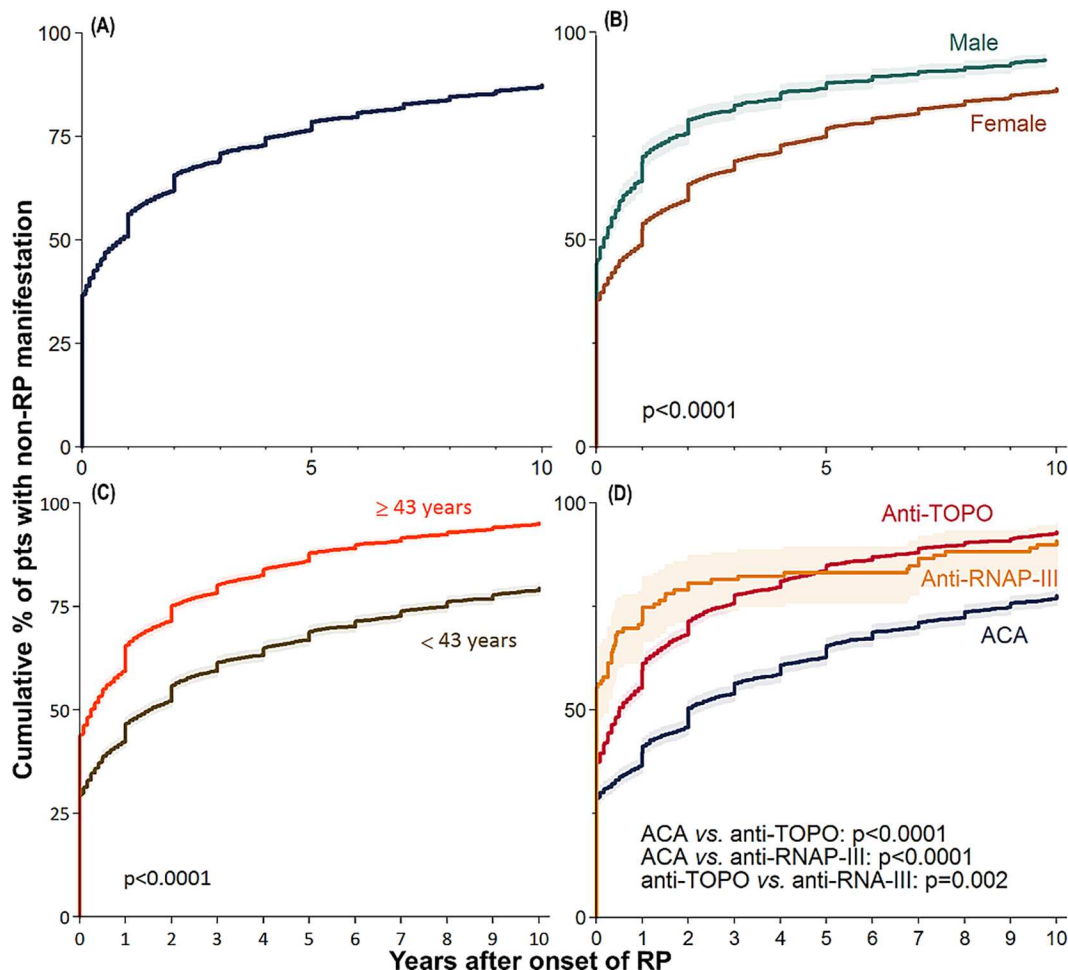 Cumulative % of pts with non-RP manifestation
(A)
100
75
50
25
0
0 5 10
(B)
100
75
50
25
0
Male
Female
p<0.0001
0 5 10
(C)
100
75
50
25
0
≥ 43 years
< 43 years
p<0.0001
0 1 2 3 4 5 6 7 8 9 10
(D)
100
75
50
25
0
Anti-TOPO
Anti-RNAP-III
ACA
ACA vs. anti-TOPO: p<0.0001
ACA vs. anti-RNAP-III: p<0.0001
anti-TOPO vs. anti-RNA-III: p=0.002
0 1 2 3 4 5 6 7 8 9 10
Years after onset of RP